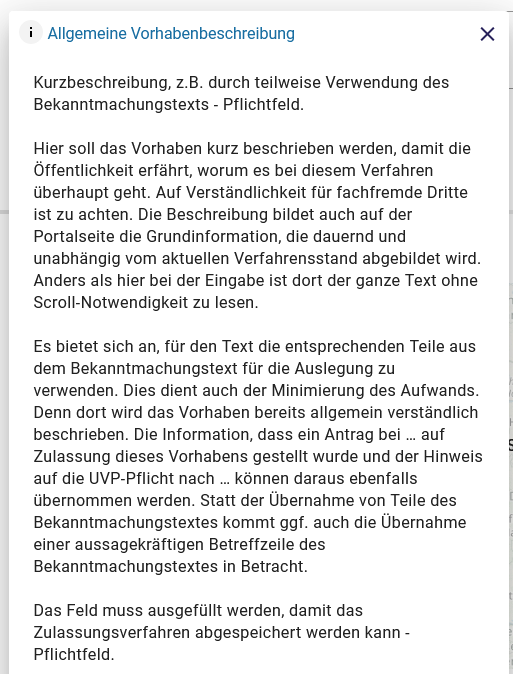 i Allgemeine Vorhabenbeschreibung
Kurzbeschreibung, z.B. durch teilweise Verwendung des
Bekanntmachungstexts - Pflichtfeld.
Hier soll das Vorhaben kurz beschrieben werden, damit die
Öffentlichkeit erfährt, worum es bei diesem Verfahren
überhaupt geht. Auf Verständlichkeit für fachfremde Dritte
ist zu achten. Die Beschreibung bildet auch auf der
Portalseite die Grundinformation, die dauernd und
unabhängig vom aktuellen Verfahrensstand abgebildet wird.
Anders als hier bei der Eingabe ist dort der ganze Text ohne
Scroll-Notwendigkeit zu lesen.
Es bietet sich an, für den Text die entsprechenden Teile aus
dem Bekanntmachungstext für die Auslegung zu
verwenden. Dies dient auch der Minimierung des Aufwands.
Denn dort wird das Vorhaben bereits allgemein verständlich
beschrieben. Die Information, dass ein Antrag bei … auf
Zulassung dieses Vorhabens gestellt wurde und der Hinweis
auf die UVP-Pflicht nach … können daraus ebenfalls
übernommen werden. Statt der Übernahme von Teile des
Bekanntmachungstextes kommt ggf. auch die Übernahme
einer aussagekräftigen Betreffzeile des
Bekanntmachungstextes in Betracht.
Das Feld muss ausgefüllt werden, damit das
Zulassungsverfahren abgespeichert werden kann -
Pflichtfeld.